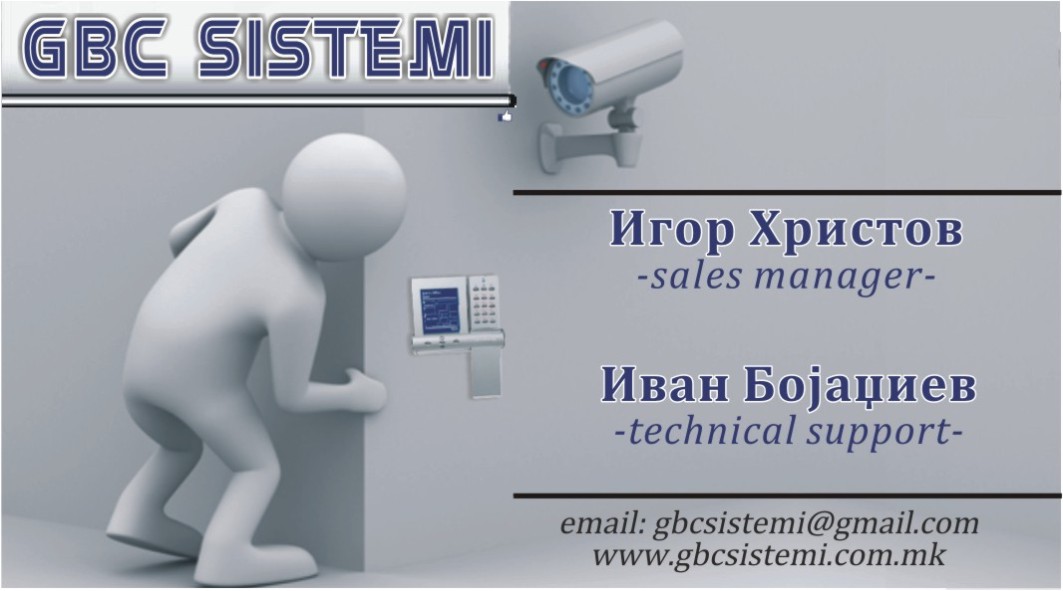 GBC SISTEMI
Игор Христов
-sales manager-
Иван Бојаџиев
-technical support-
email: gbcsistemi@gmail.com
www.gbcsistemi.com.mk